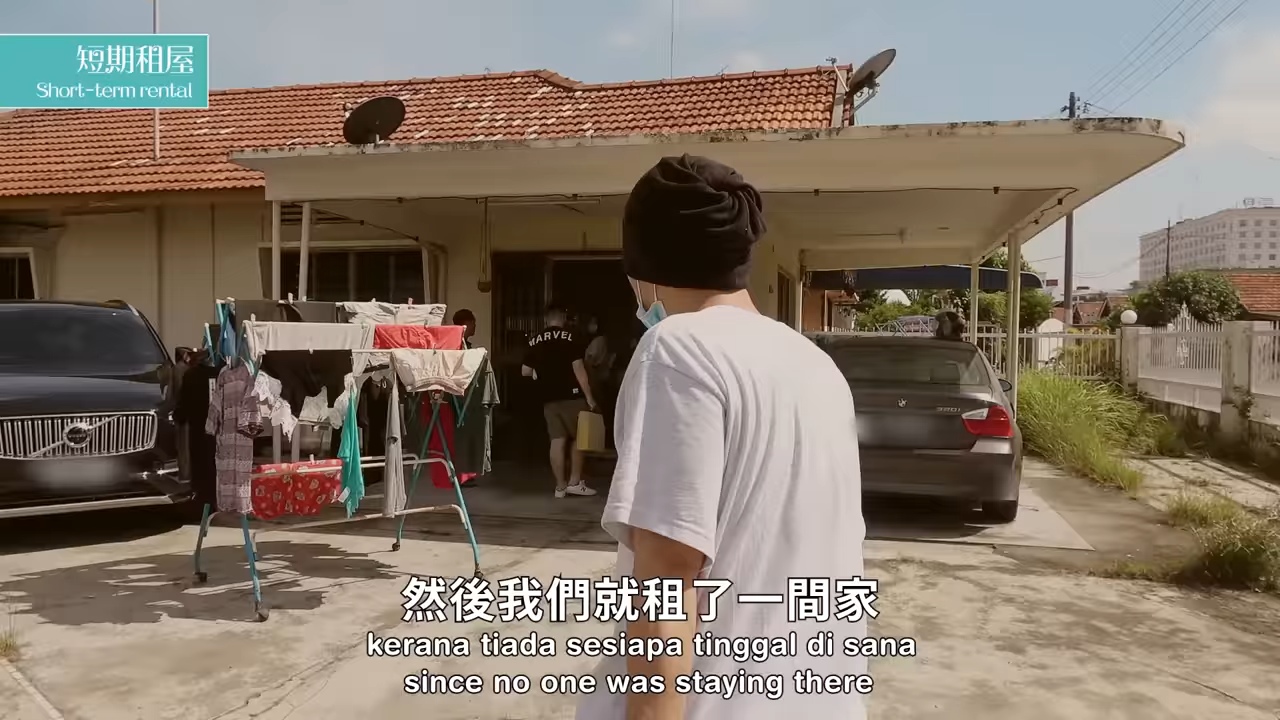 短期租屋
Short-term rental
MARVEL
320i
然後我們就租了一間家
kerana tiada sesiapa tinggal di sana
since no one was staying there